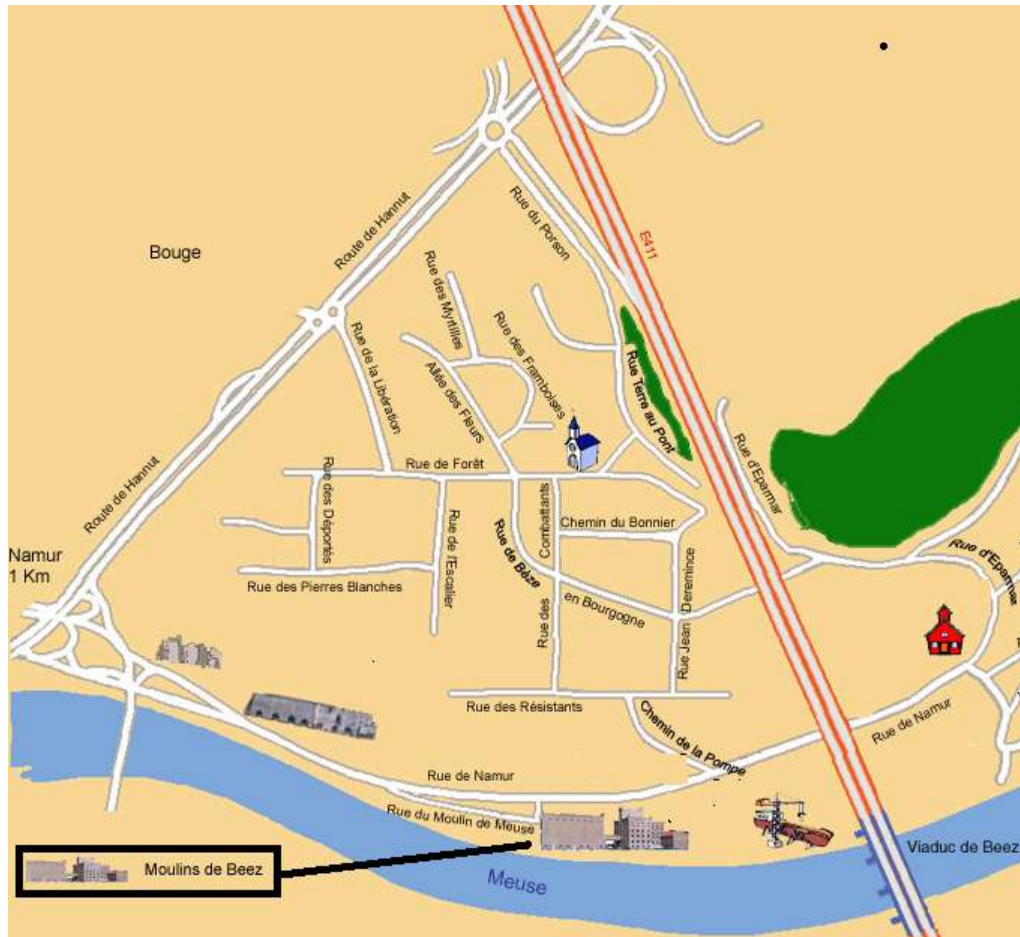 E411
Rue du Porson
Route de Hannut
Bouge
Rue des Myrtilles
Rue des Framboises
Rue de la Libération
Allée des Fleurs
Rue Terre au Pont
Rue d'Eparmar
Rue de Forêt
Route de Hannut
Rue des Déportés
Rue de l'Escalier
Rue de Bèze
en Bourgogne
Rue des Combattants
Chemin du Bonnier
Rue Jean Deremince
Rue d'Eparmar
Namur
1 Km
Rue des Pierres Blanches
Rue des Résistants
Chemin de la Pompe
Rue de Namur
Rue de Namur
Rue du Moulin de Meuse
Viaduc de Beez
Moulins de Beez
Meuse